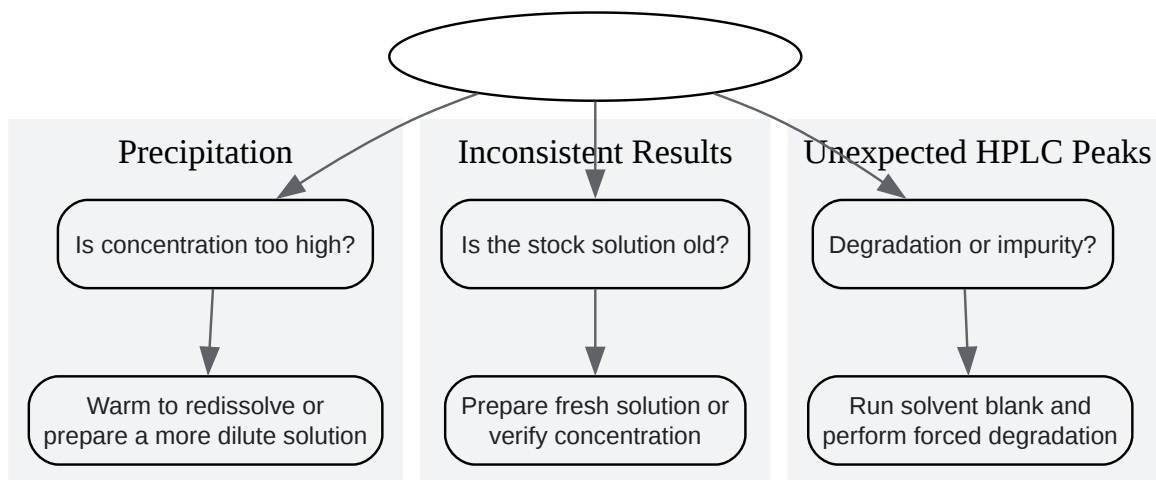 Precipitation
Is concentration too high?
Warm to redissolve or
prepare a more dilute solution
Inconsistent Results
Is the stock solution old?
Prepare fresh solution or
verify concentration
Unexpected HPLC Peaks
Degradation or impurity?
Run solvent blank and
perform forced degradation